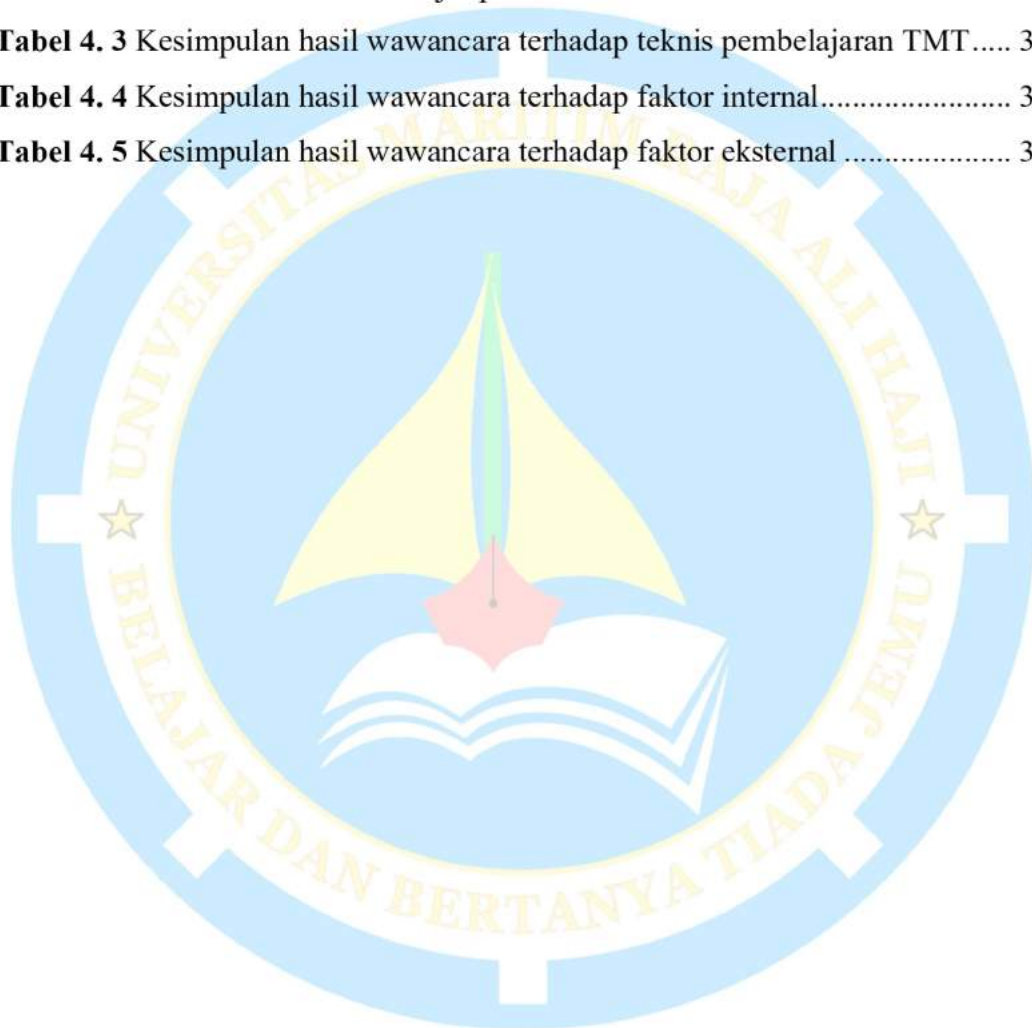 Tabel 4. 3 Kesimpulan hasil wawancara terhadap teknis pembelajaran TMT..... 3
Tabel 4. 4 Kesimpulan hasil wawancara terhadap faktor internal........................ 3
Tabel 4. 5 Kesimpulan hasil wawancara terhadap faktor eksternal ..................... 3
UNIVERSITAS MARITIM RAJA ALI HAJI
BELAJAR DAN BERTANYA TIADA JEMU